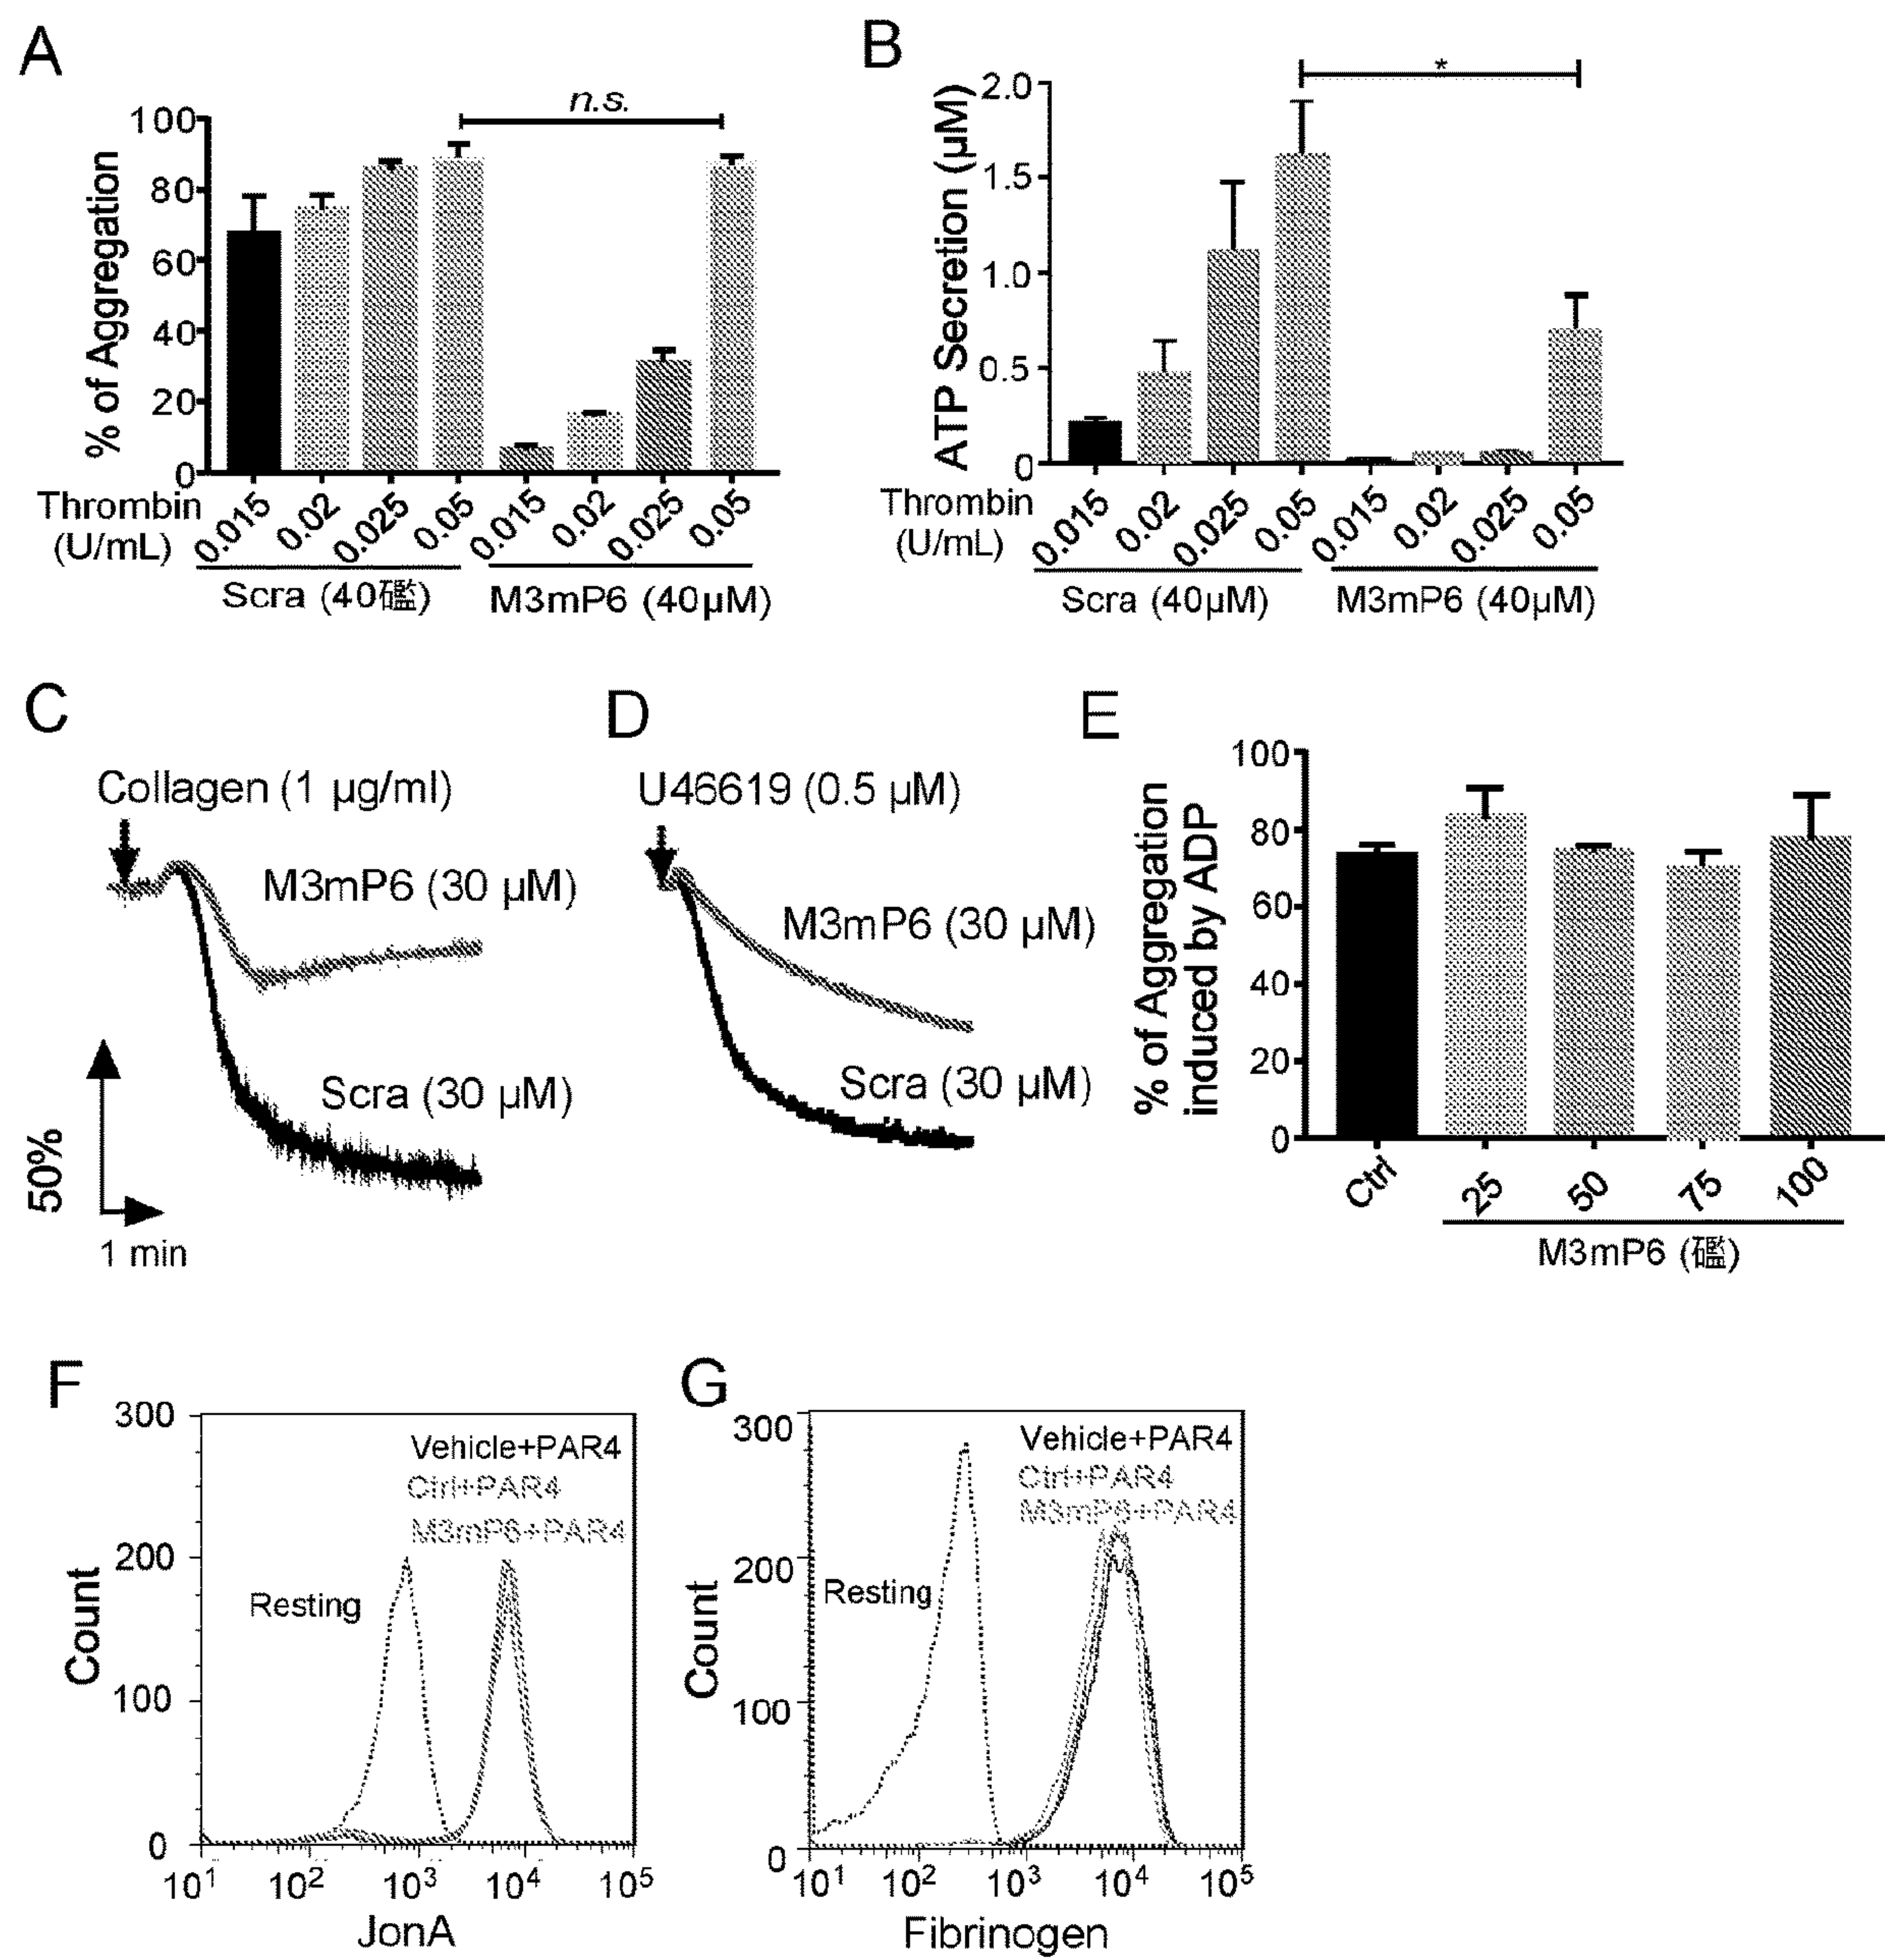 A
% of Aggregation
100
80
60
40
20
0
n.s.
Thrombin
(U/mL)
0.015
0.02
0.025
0.05
0.015
0.02
0.025
0.05
Scra (40礛)
M3mP6 (40µM)
B
ATP Secretion (µM)
2.0
1.5
1.0
0.5
0
*
Thrombin
(U/mL)
0.015
0.02
0.025
0.05
0.015
0.02
0.025
0.05
Scra (40µM)
M3mP6 (40µM)
C
Collagen (1 µg/ml)
M3mP6 (30 µM)
Scra (30 µM)
50%
1 min
D
U46619 (0.5 µM)
M3mP6 (30 µM)
Scra (30 µM)
E
% of Aggregation
induced by ADP
100
80
60
40
20
0
Ctrl
25
50
75
100
M3mP6 (礛)
F
Count
300
200
100
0
Vehicle+PAR4
Ctrl+PAR4
M3mP6+PAR4
Resting
10¹
10²
10³
10⁴
10⁵
JonA
G
Count
300
200
100
0
Vehicle+PAR4
Ctrl+PAR4
M3mP6+PAR4
Resting
10¹
10²
10³
10⁴
10⁵
Fibrinogen